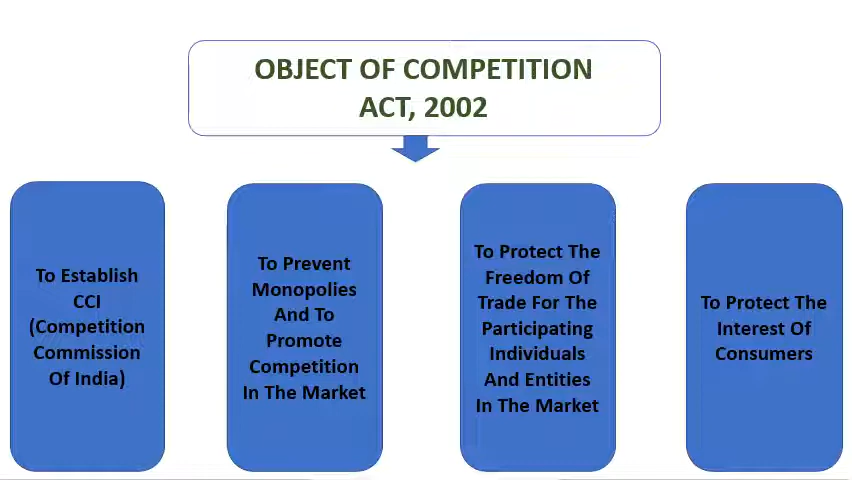 OBJECT OF COMPETITION
ACT, 2002
To Establish
CCI
(Competition
Commission
Of India)
To Prevent
Monopolies
And To
Promote
Competition
In The Market
To Protect The
Freedom Of
Trade For The
Participating
Individuals
And Entities
In The Market
To Protect The
Interest Of
Consumers